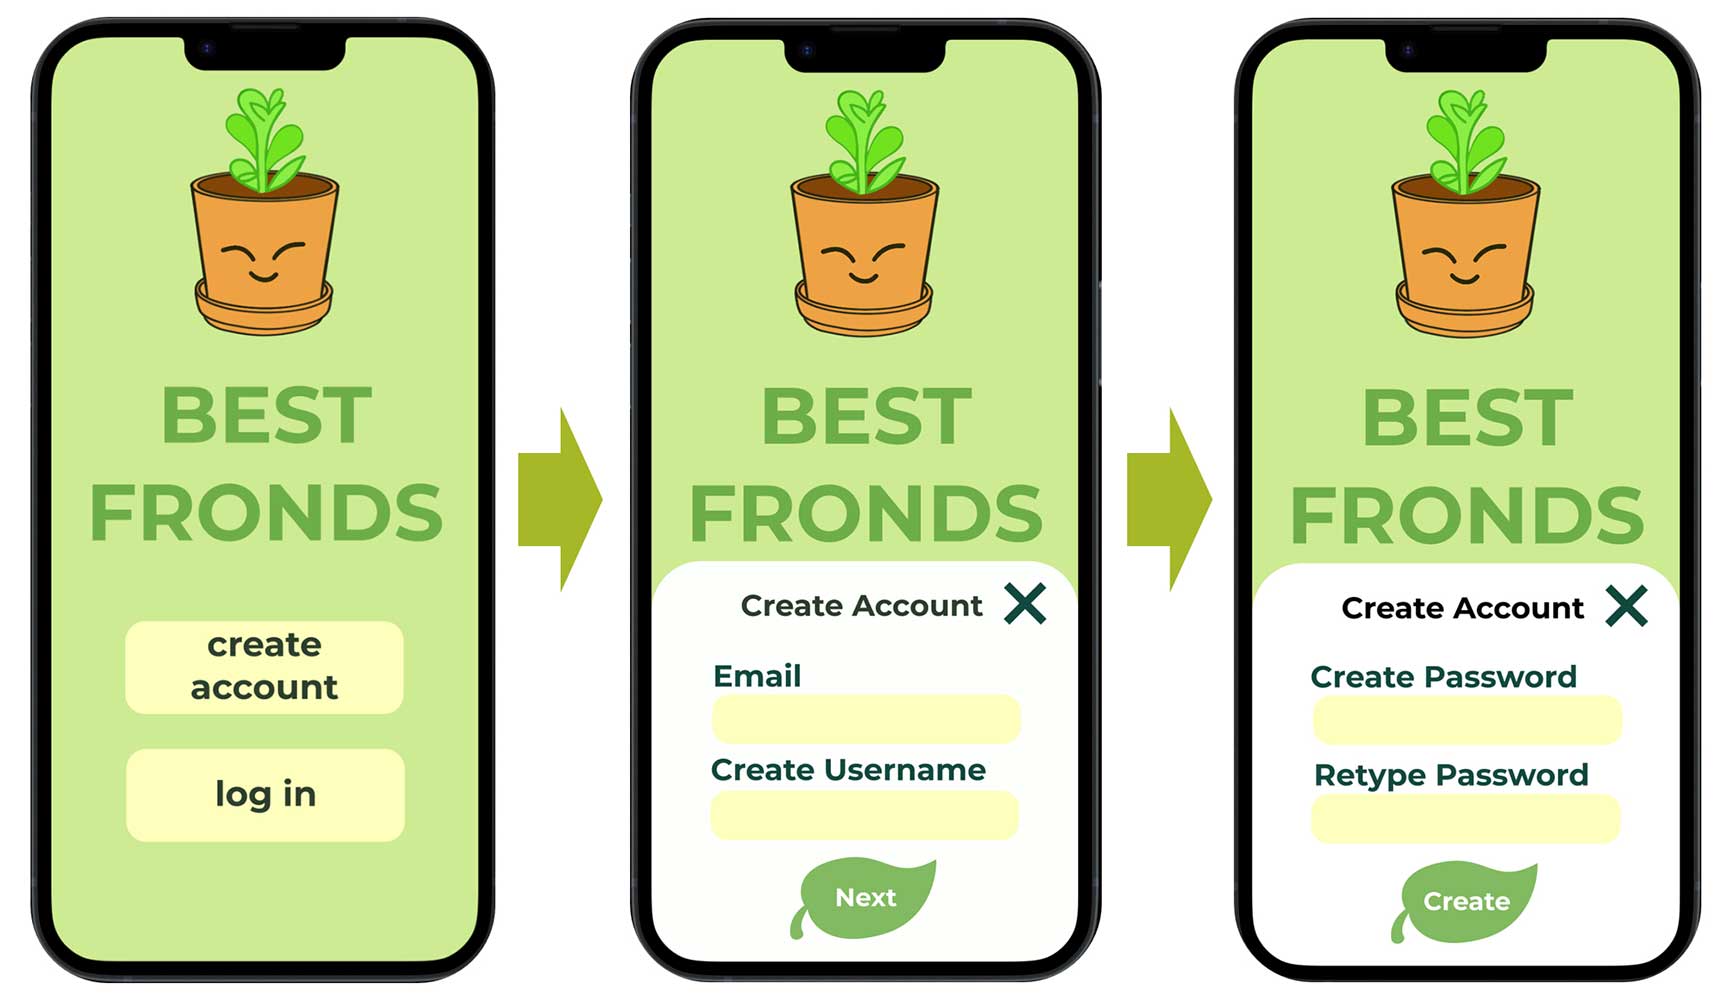 BEST
FRONDS
create
account
log in
BEST
FRONDS
Create Account
Email
Create Username
Next
BEST
FRONDS
Create Account
Create Password
Retype Password
Create